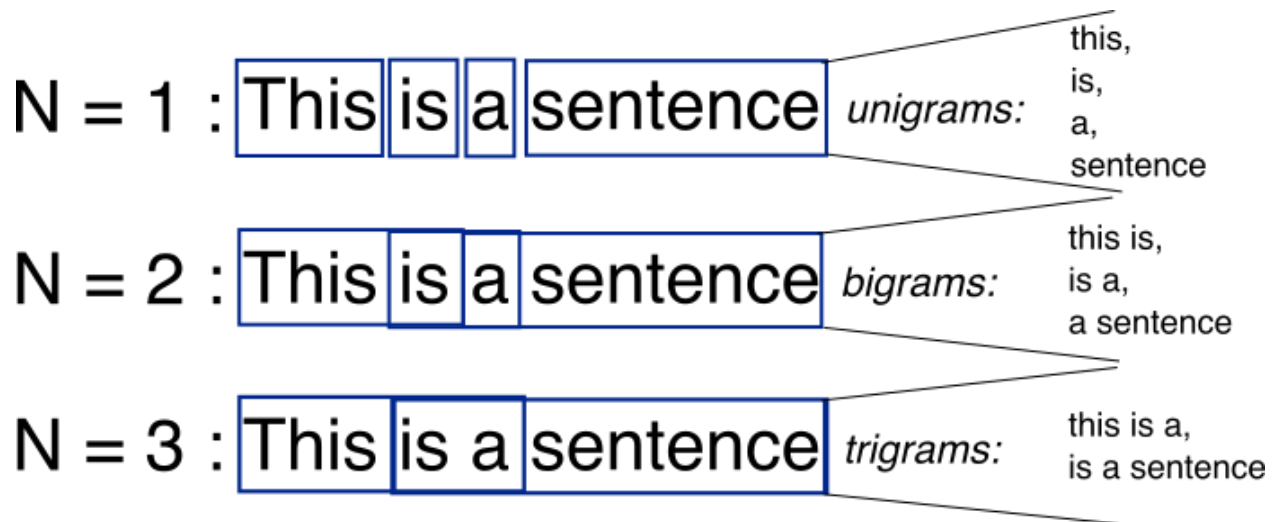 N = 1 : This is a sentence unigrams: this,
is,
a,
sentence
N = 2 : This is a sentence bigrams: this is,
is a,
a sentence
N = 3 : This is a sentence trigrams: this is a,
is a sentence